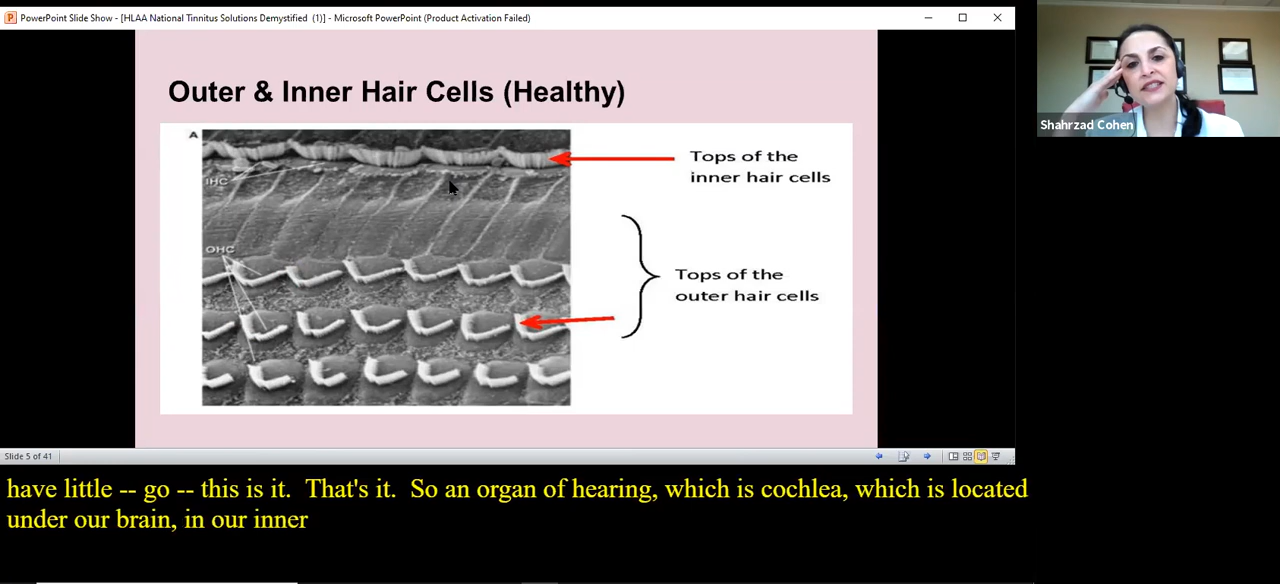 PowerPoint Slide Show - [HLAA National Tinnitus Solutions Demystified (1)] - Microsoft PowerPoint (Product Activation Failed)
Outer & Inner Hair Cells (Healthy)
A
IHC
Tops of the
inner hair cells
OHC
Tops of the
outer hair cells
Shahrzad Cohen
Slide 5 of 41
have little -- go -- this is it. That's it. So an organ of hearing, which is cochlea, which is located
under our brain, in our inner